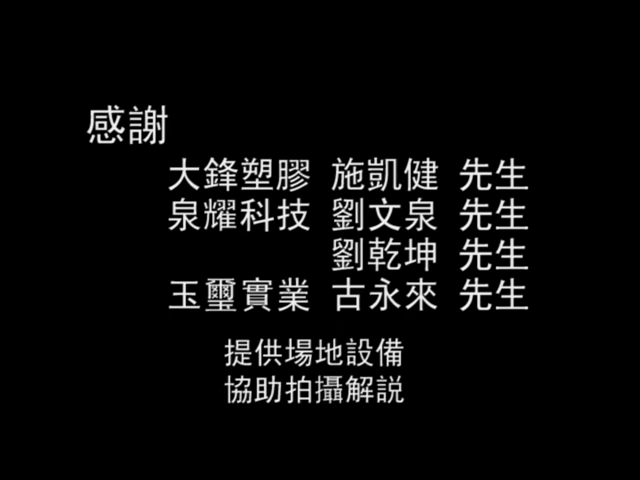 感謝
大鋒塑膠 施凱健 先生
泉耀科技 劉文泉 先生
劉乾坤 先生
玉璽實業 古永來 先生
提供場地設備
協助拍攝解説